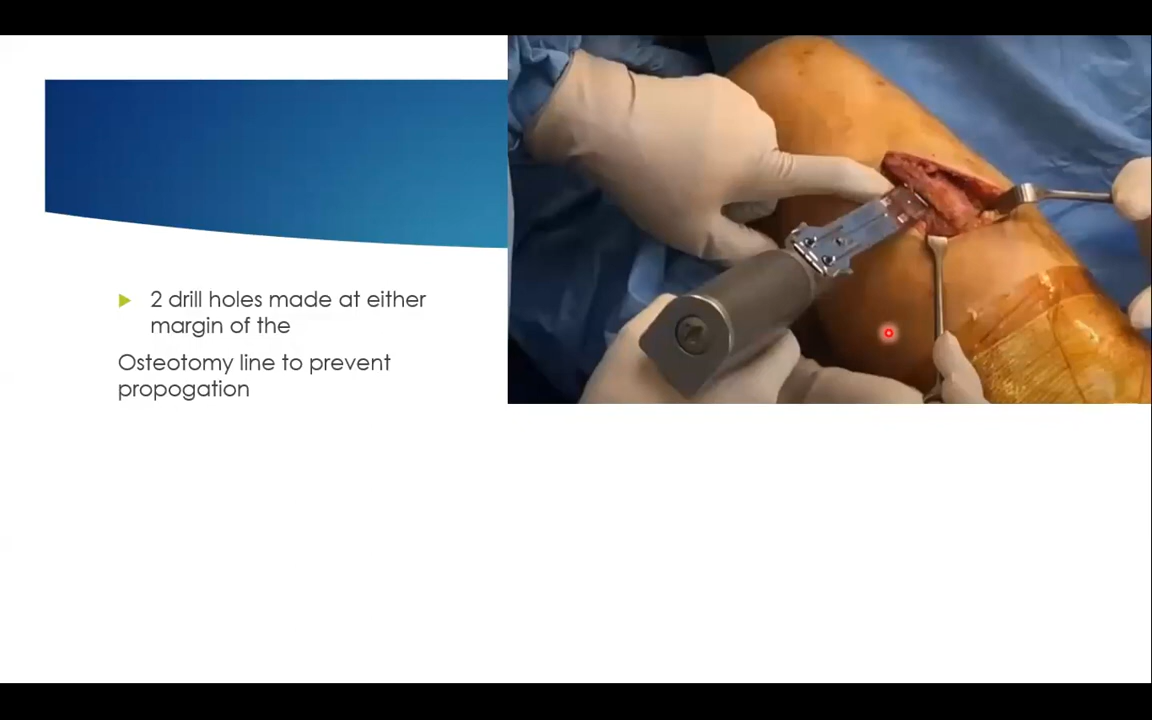 2 drill holes made at either
margin of the
Osteotomy line to prevent
propogation